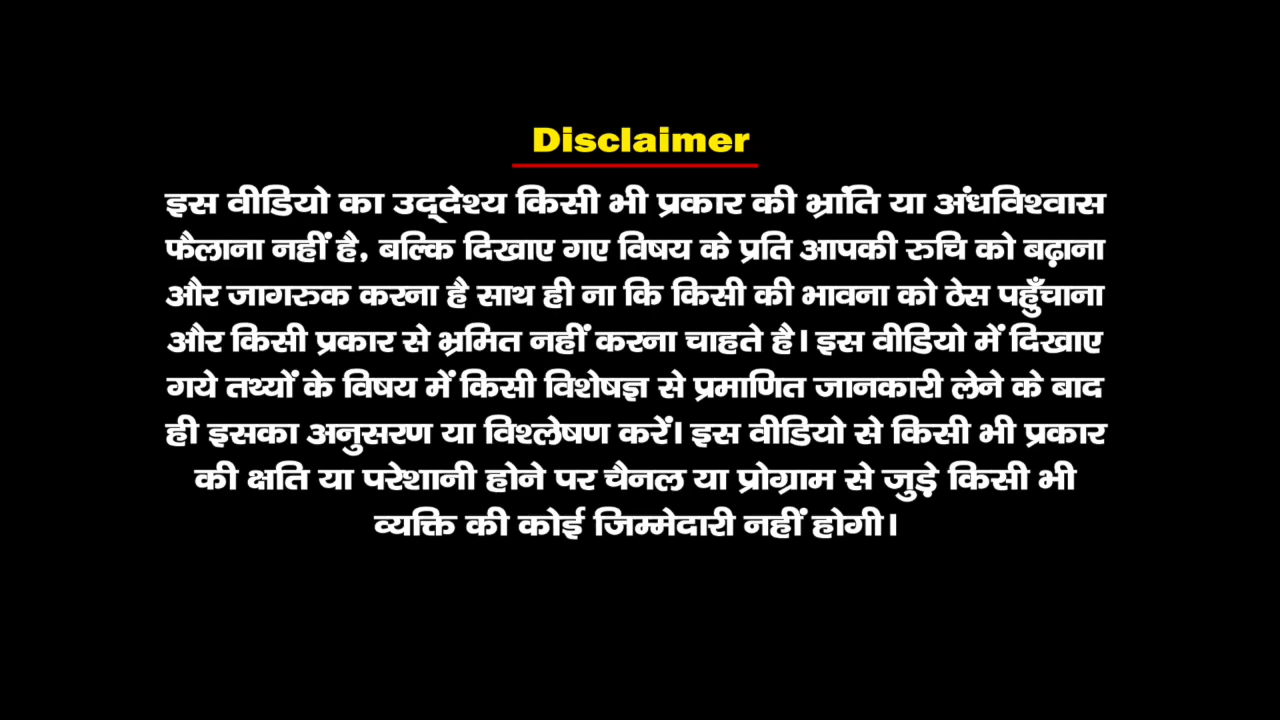 Disclaimer
इस वीडियो का उद्देश्य किसी भी प्रकार की भ्रांति या अंधविश्वास
फैलाना नहीं है, बल्कि दिखाए गए विषय के प्रति आपकी रुचि को बढ़ाना
और जागरुक करना है साथ ही ना कि किसी की भावना को ठेस पहुँचाना
और किसी प्रकार से भ्रमित नहीं करना चाहते है। इस वीडियो में दिखाए
गये तथ्यों के विषय में किसी विशेषज्ञ से प्रमाणित जानकारी लेने के बाद
ही इसका अनुसरण या विश्लेषण करें। इस वीडियो से किसी भी प्रकार
की क्षति या परेशानी होने पर चैनल या प्रोग्राम से जुड़े किसी भी
व्यक्ति की कोई जिम्मेदारी नहीं होगी।